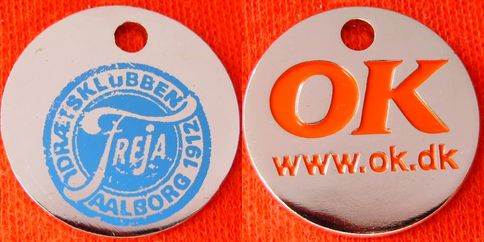 IDRÆTSKLUBBEN
Freja
AALBORG 1912
OK
www.ok.dk